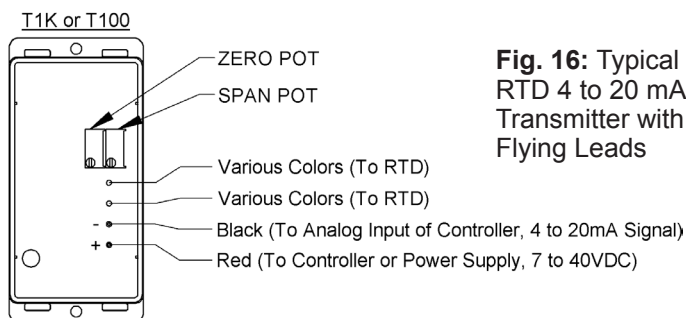 T1K or T100
ZERO POT
SPAN POT
Various Colors (To RTD)
Various Colors (To RTD)
- Black (To Analog Input of Controller, 4 to 20mA Signal)
+ Red (To Controller or Power Supply, 7 to 40VDC)
Fig. 16: Typical
RTD 4 to 20 mA
Transmitter with
Flying Leads